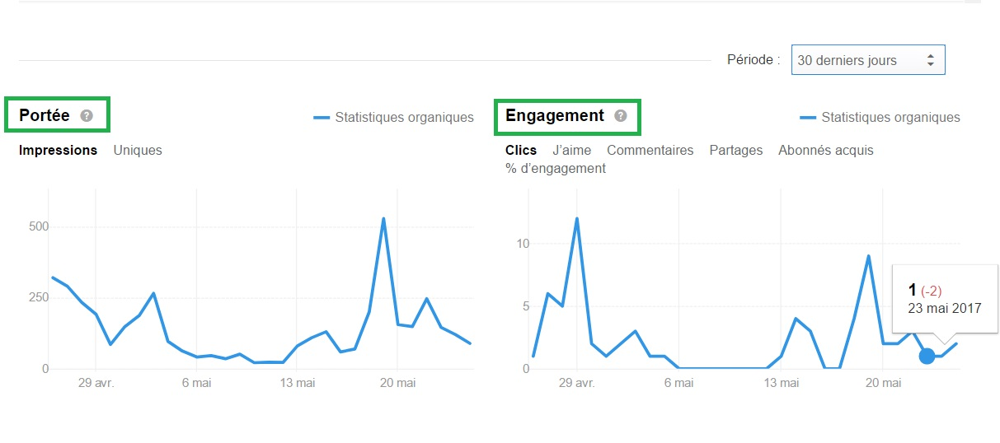 Période : 30 derniers jours
Portée ?
Statistiques organiques
Impressions Uniques
500
250
0
29 avr. 6 mai 13 mai 20 mai
Engagement ?
Statistiques organiques
Clics J’aime Commentaires Partages Abonnés acquis
% d’engagement
10
5
0
1 (-2)
23 mai 2017
29 avr. 6 mai 13 mai 20 mai